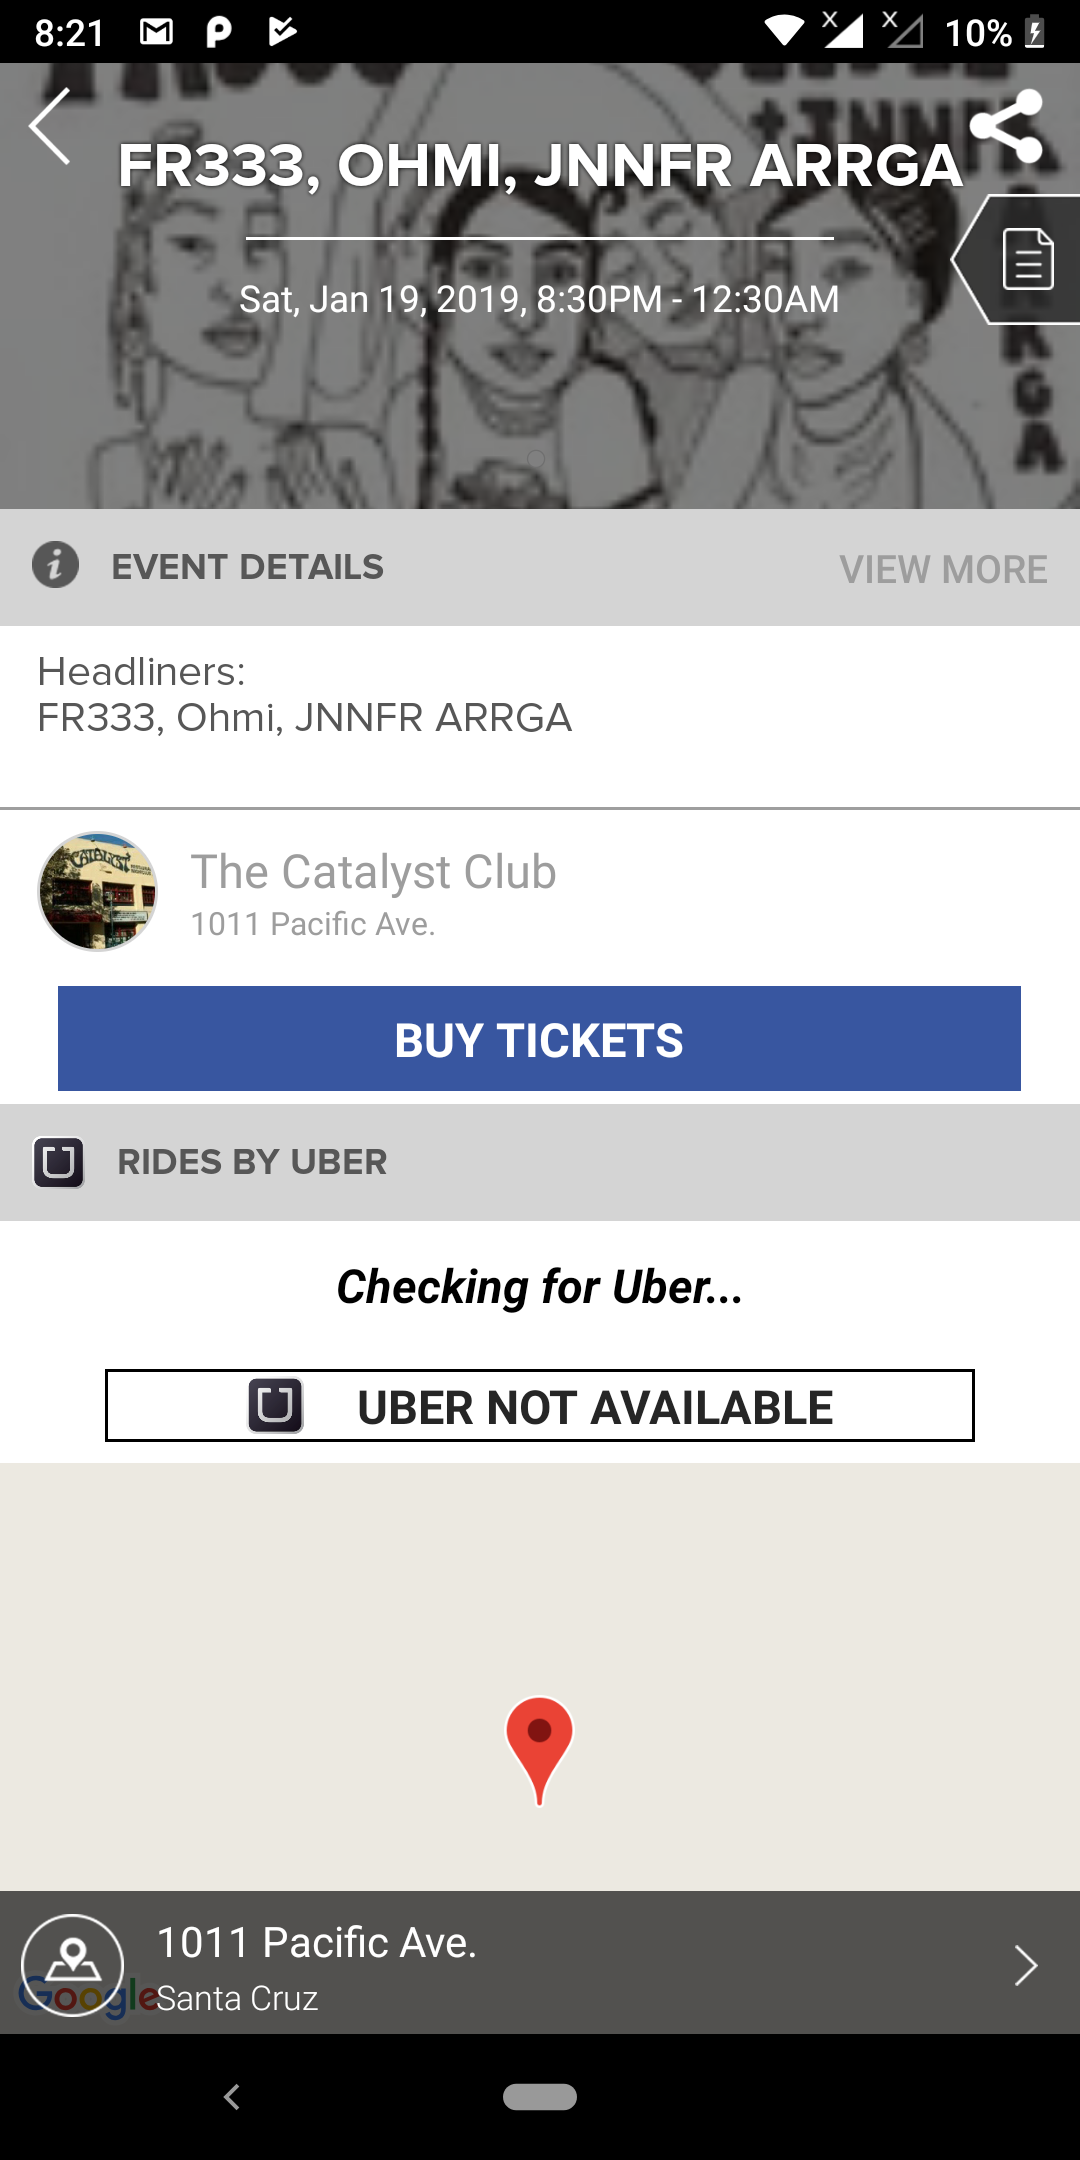 8:21
10%
FR333, OHMI, JNNFR ARRGA
Sat, Jan 19, 2019, 8:30PM - 12:30AM
EVENT DETAILS
VIEW MORE
Headliners:
FR333, Ohmi, JNNFR ARRGA
CATALYST
The Catalyst Club
1011 Pacific Ave.
BUY TICKETS
RIDES BY UBER
Checking for Uber...
UBER NOT AVAILABLE
1011 Pacific Ave.
Google
Santa Cruz